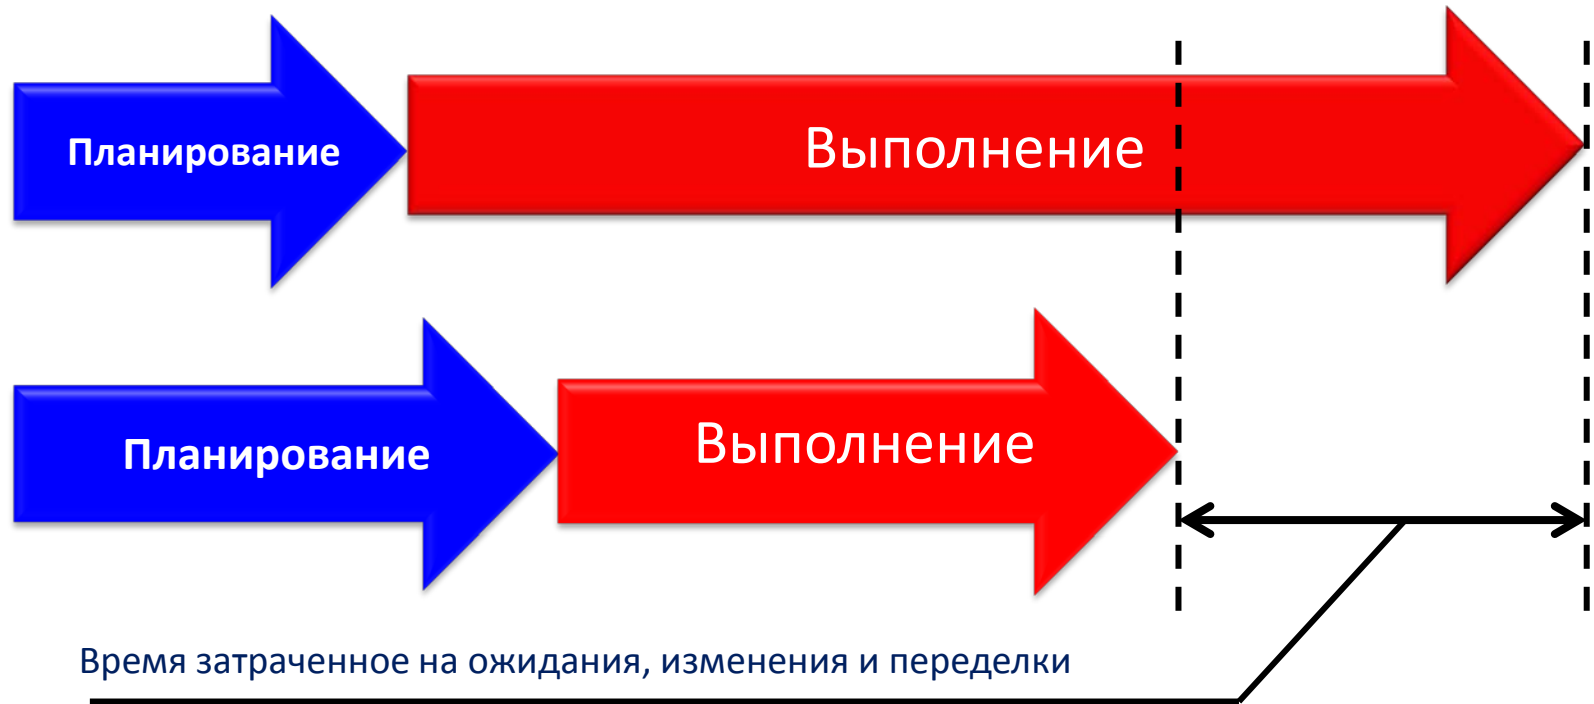 Планирование
Выполнение
Планирование
Выполнение
Время затраченное на ожидания, изменения и переделки